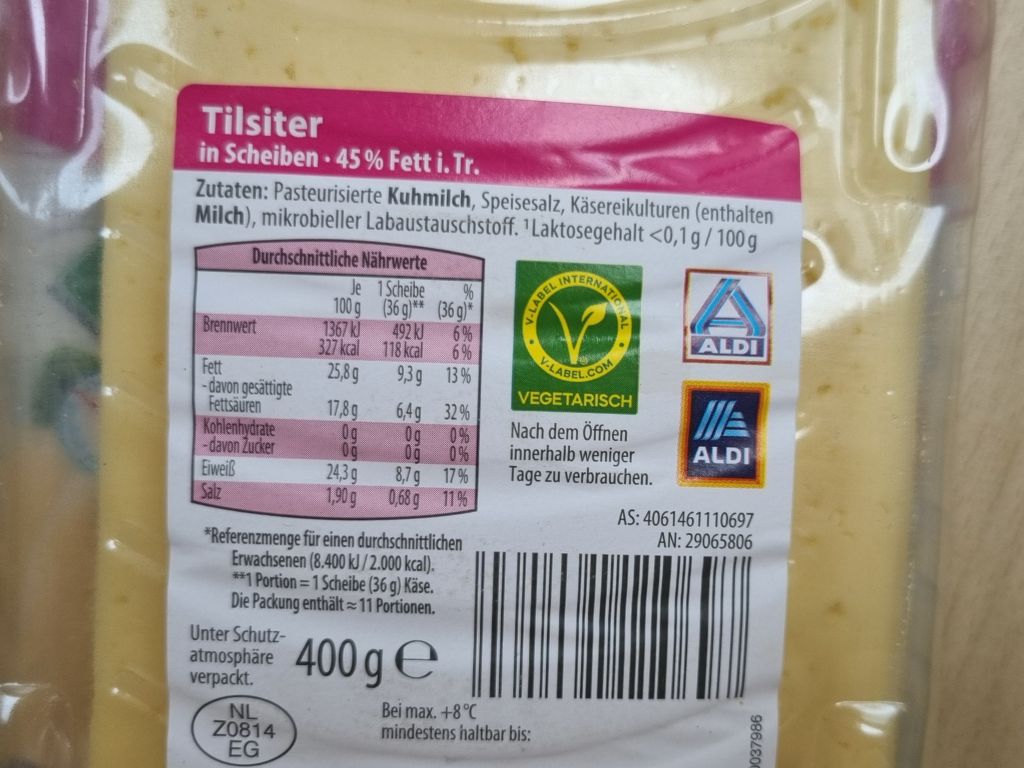 Tilsiter
in Scheiben · 45 % Fett i. Tr.
Zutaten: Pasteurisierte Kuhmilch, Speisesalz, Käsereikulturen (enthalten
Milch), mikrobieller Labaustauschstoff. ¹Laktosegehalt <0,1 g / 100 g
Durchschnittliche Nährwerte
Je 1 Scheibe %
100 g (36 g)** (36 g)*
Brennwert 1367 kJ 492 kJ 6 %
327 kcal 118 kcal 6 %
Fett 25,8 g 9,3 g 13 %
- davon gesättigte
Fettsäuren 17,8 g 6,4 g 32 %
Kohlenhydrate 0 g 0 g 0 %
- davon Zucker 0 g 0 g 0 %
Eiweiß 24,3 g 8,7 g 17 %
Salz 1,90 g 0,68 g 11 %
*Referenzmenge für einen durchschnittlichen
Erwachsenen (8.400 kJ / 2.000 kcal).
**1 Portion = 1 Scheibe (36 g) Käse.
Die Packung enthält ≈ 11 Portionen.
V-LABEL INTERNATIONAL
V-LABEL.COM
VEGETARISCH
ALDI
ALDI
Nach dem Öffnen
innerhalb weniger
Tage zu verbrauchen.
AS: 4061461110697
AN: 29065806
Unter Schutz-
atmosphäre
verpackt.
400 g e
NL
Z0814
EG
Bei max. +8 °C
mindestens haltbar bis:
0037986